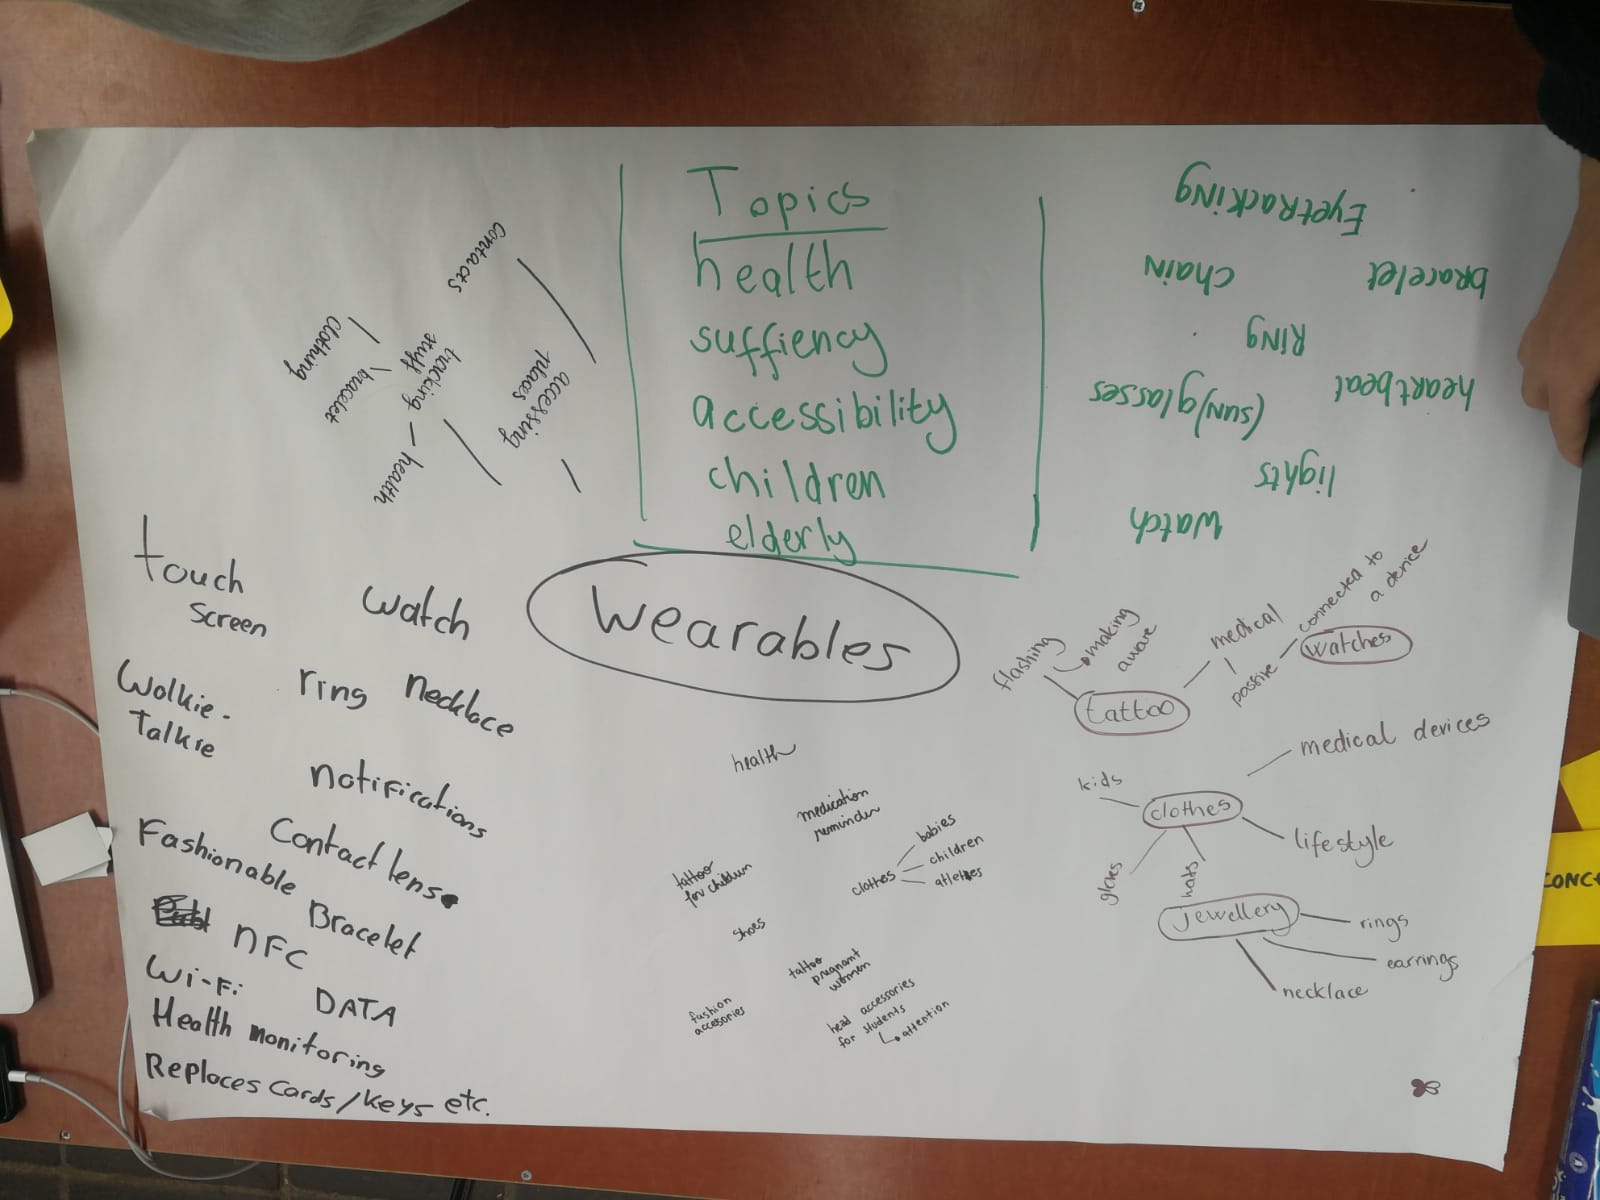 Topics
health
suffiency
accessibility
children
elderly
Wearables
contacts
accessing
places
tracking
stuff
bracelet
clothing
health
Eyetracking
bracelet
chain
Ring
heartbeat
(sun)glasses
lights
watch
touch
screen
watch
ring
necklace
Walkie-
Talkie
notifications
Contact lens
Fashionable
Bracelet
NFC
Wi-Fi
DATA
Health monitoring
Replaces cards/keys etc.
health
medication
reminder
tattoo
for children
clothes
babies
children
atletes
shoes
tattoo
pregnant
women
fashion
accesories
head accessories
for students
attention
flashing
making
aware
tattoo
medical
passive
connected to
a device
watches
medical devices
kids
clothes
lifestyle
gloves
hats
jewellery
rings
earrings
necklace
CONC